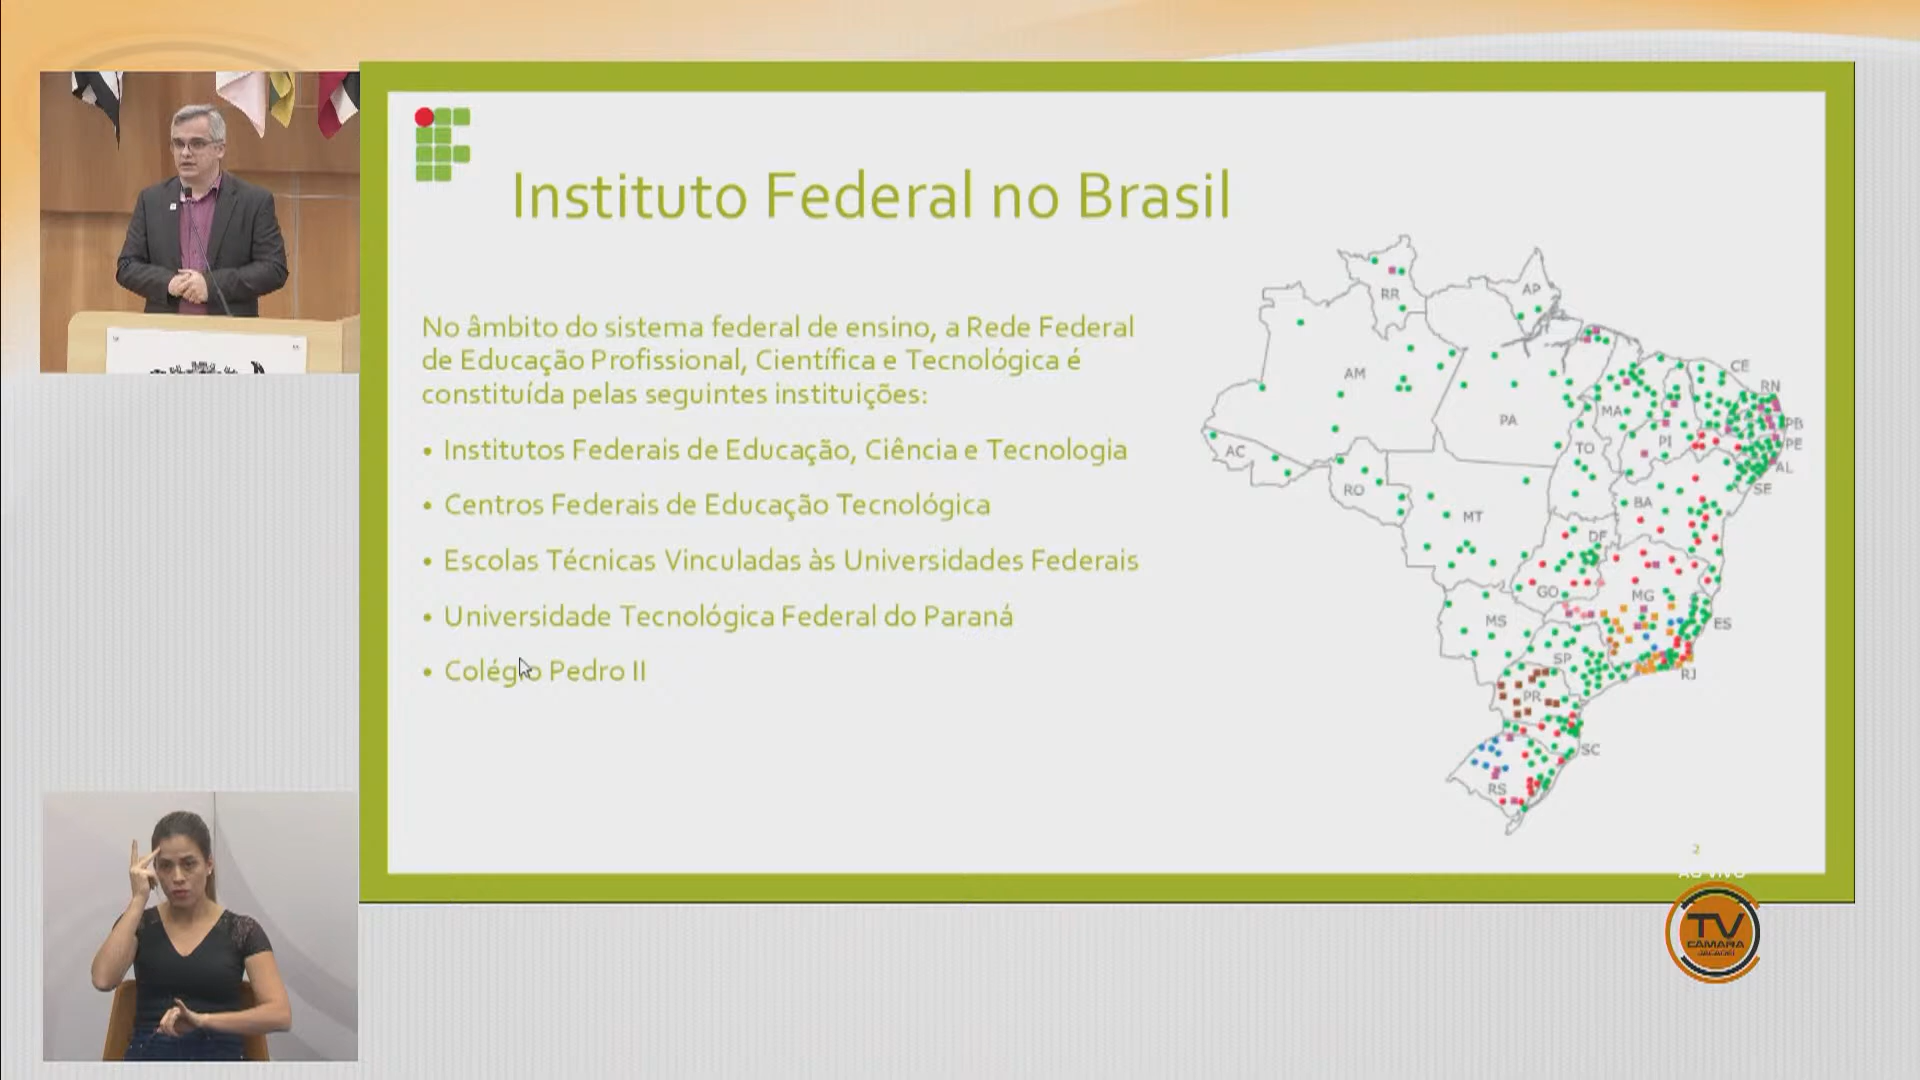 Instituto Federal no Brasil
No âmbito do sistema federal de ensino, a Rede Federal
de Educação Profissional, Científica e Tecnológica é
constituída pelas seguintes instituições:
• Institutos Federais de Educação, Ciência e Tecnologia
• Centros Federais de Educação Tecnológica
• Escolas Técnicas Vinculadas às Universidades Federais
• Universidade Tecnológica Federal do Paraná
• Colégio Pedro II
RR
AP
AM
PA
CE
RN
MA
PB
PI
PE
AC
TO
AL
RO
SE
BA
MT
DF
GO
MG
MS
ES
SP
RJ
PR
SC
RS
2
AO VIVO
TV
CÂMARA
JACAREÍ